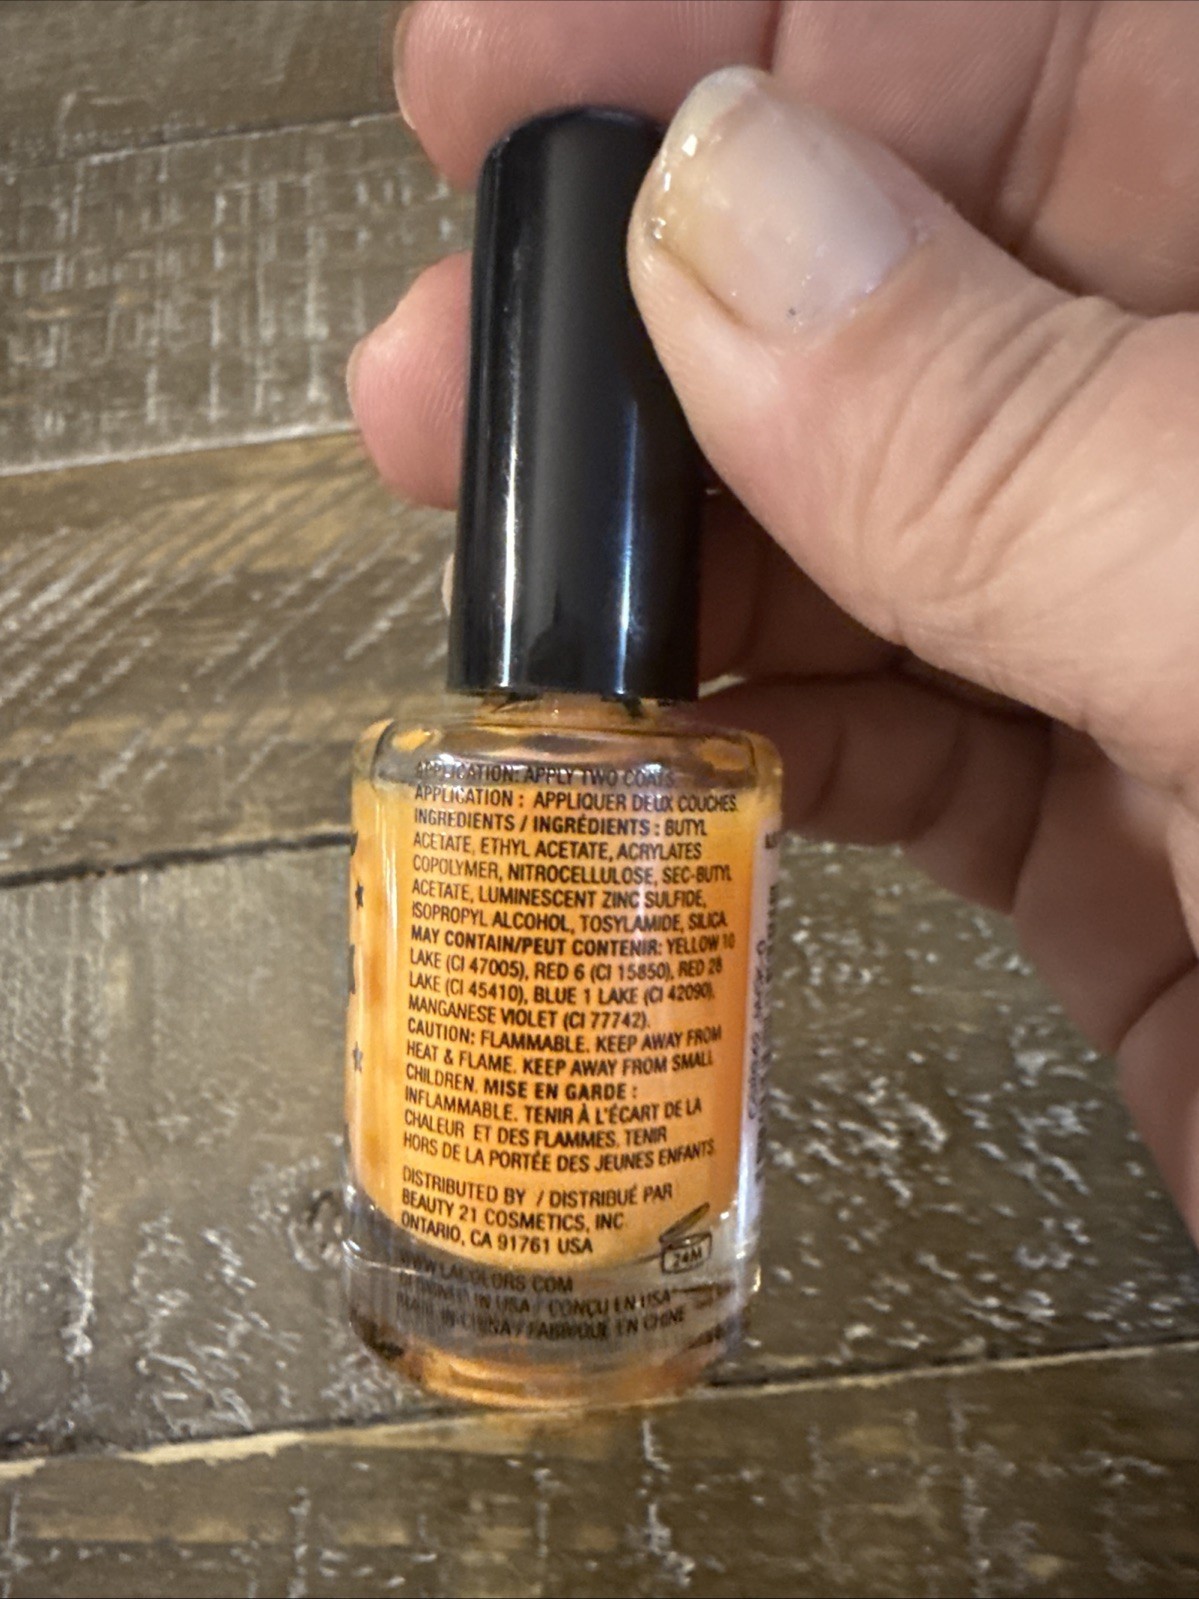 APPLICATION: APPLY TWO COATS.
APPLICATION : APPLIQUER DEUX COUCHES.
INGREDIENTS / INGRÉDIENTS : BUTYL
ACETATE, ETHYL ACETATE, ACRYLATES
COPOLYMER, NITROCELLULOSE, SEC-BUTYL
ACETATE, LUMINESCENT ZINC SULFIDE,
ISOPROPYL ALCOHOL, TOSYLAMIDE, SILICA.
MAY CONTAIN/PEUT CONTENIR: YELLOW 10
LAKE (CI 47005), RED 6 (CI 15850), RED 28
LAKE (CI 45410), BLUE 1 LAKE (CI 42090),
MANGANESE VIOLET (CI 77742).
CAUTION: FLAMMABLE. KEEP AWAY FROM
HEAT & FLAME. KEEP AWAY FROM SMALL
CHILDREN. MISE EN GARDE :
INFLAMMABLE. TENIR À L'ÉCART DE LA
CHALEUR ET DES FLAMMES, TENIR
HORS DE LA PORTÉE DES JEUNES ENFANTS.
DISTRIBUTED BY / DISTRIBUÉ PAR
BEAUTY 21 COSMETICS, INC.
ONTARIO, CA 91761 USA
24M
WWW.LACOLORS.COM
DESIGNED IN USA / CONÇU EN USA
MADE IN CHINA / FABRIQUÉ EN CHINE